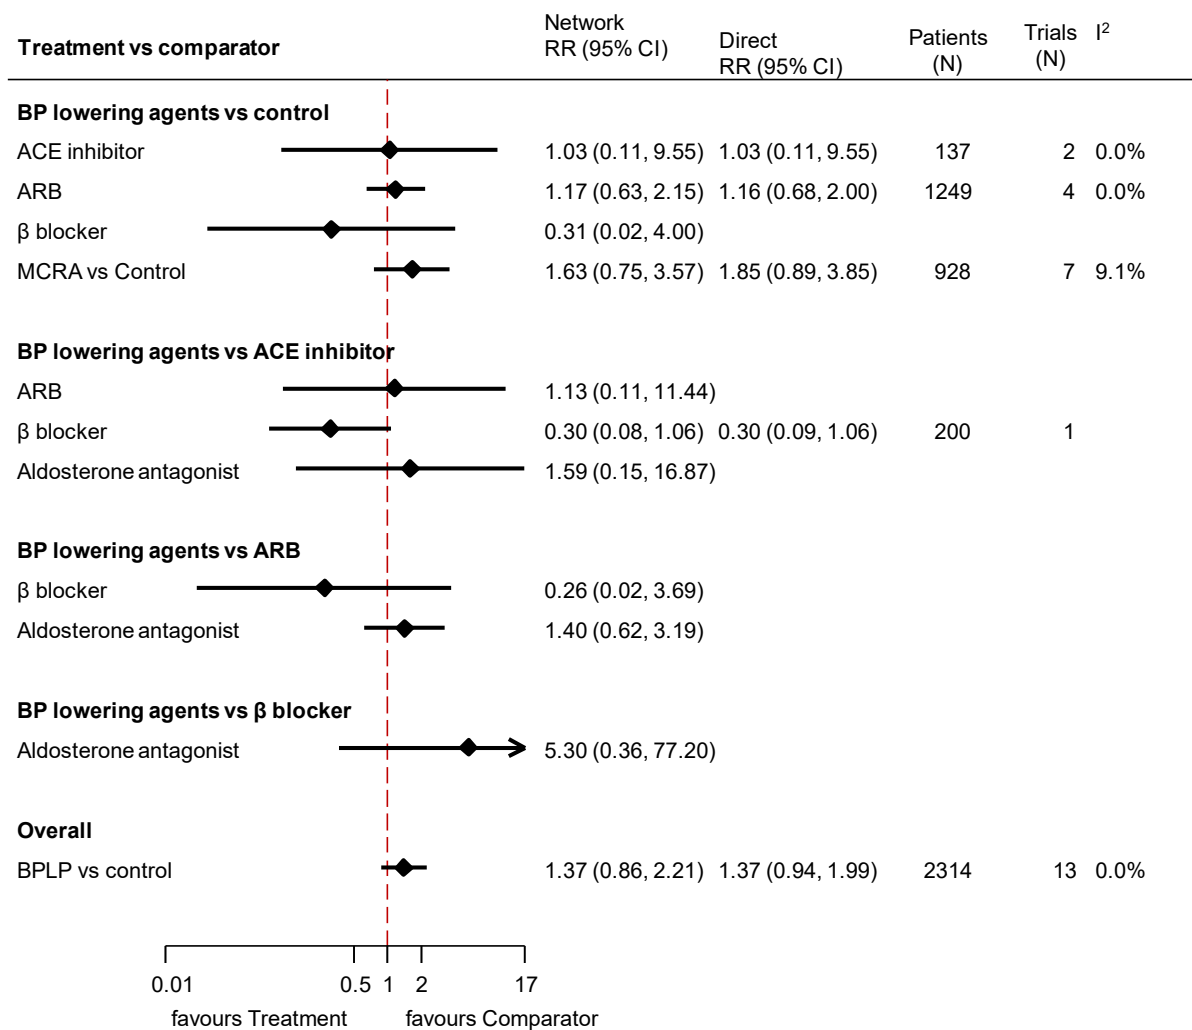 Treatment vs comparator
Network
RR (95% CI)
Direct
RR (95% CI)
Patients
(N)
Trials
(N)
I²
BP lowering agents vs control
ACE inhibitor 1.03 (0.11, 9.55) 1.03 (0.11, 9.55) 137 2 0.0%
ARB 1.17 (0.63, 2.15) 1.16 (0.68, 2.00) 1249 4 0.0%
β blocker 0.31 (0.02, 4.00)
MCRA vs Control 1.63 (0.75, 3.57) 1.85 (0.89, 3.85) 928 7 9.1%
BP lowering agents vs ACE inhibitor
ARB 1.13 (0.11, 11.44)
β blocker 0.30 (0.08, 1.06) 0.30 (0.09, 1.06) 200 1
Aldosterone antagonist 1.59 (0.15, 16.87)
BP lowering agents vs ARB
β blocker 0.26 (0.02, 3.69)
Aldosterone antagonist 1.40 (0.62, 3.19)
BP lowering agents vs β blocker
Aldosterone antagonist 5.30 (0.36, 77.20)
Overall
BPLP vs control 1.37 (0.86, 2.21) 1.37 (0.94, 1.99) 2314 13 0.0%
0.01 0.5 1 2 17
favours Treatment favours Comparator